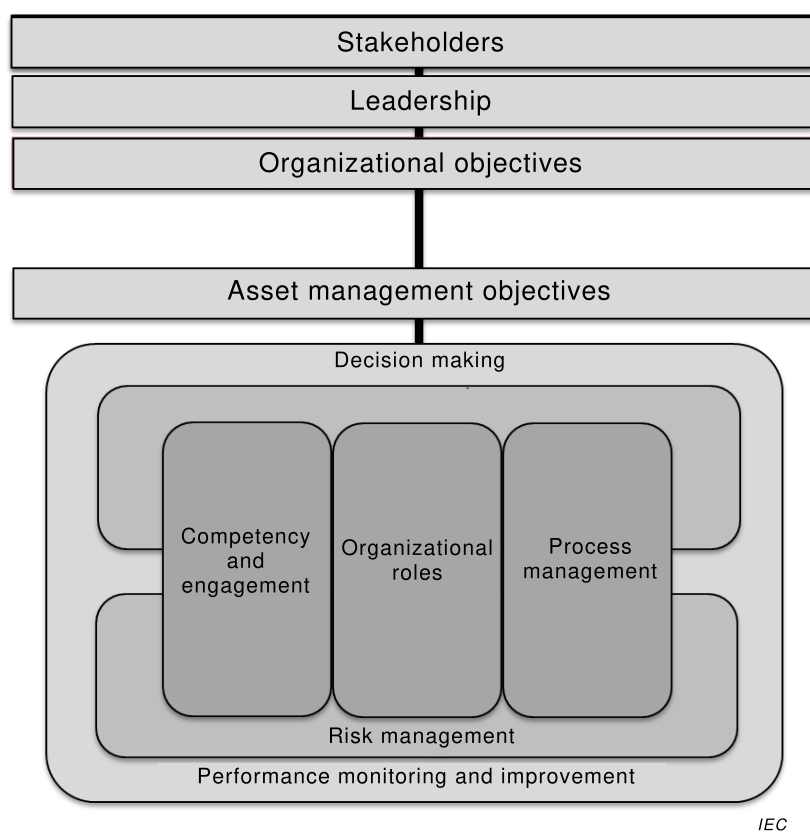 Stakeholders
Leadership
Organizational objectives
Asset management objectives
Decision making
Competency
and
engagement
Organizational
roles
Process
management
Risk management
Performance monitoring and improvement
IEC